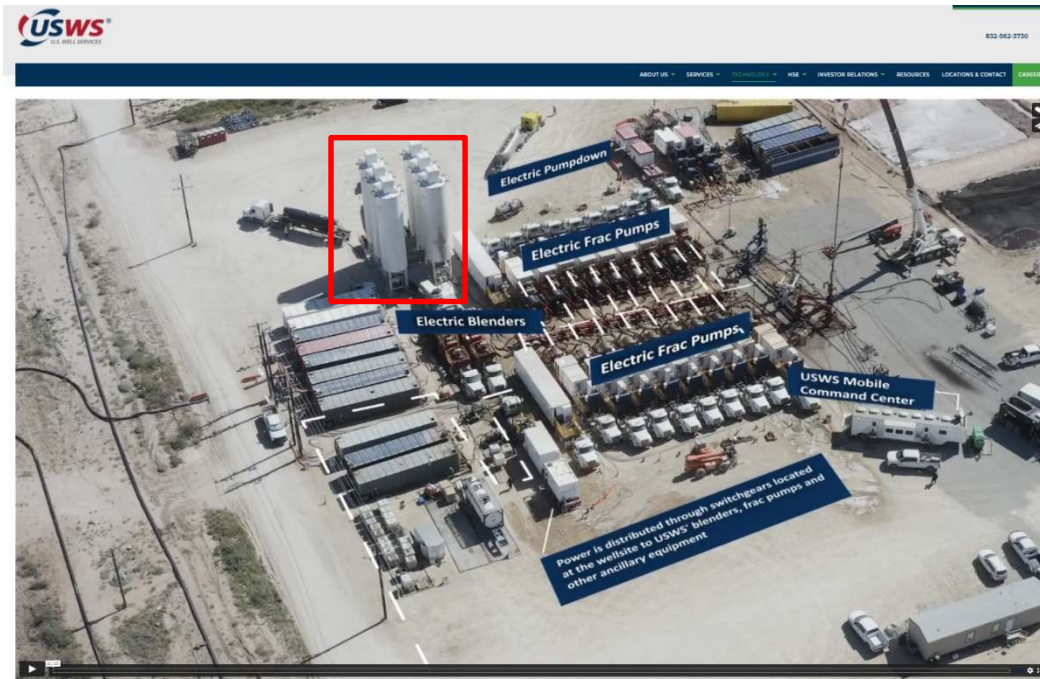 USWS®
U.S. WELL SERVICES
832-562-3730
ABOUT US SERVICES TECHNOLOGY HSE INVESTOR RELATIONS RESOURCES LOCATIONS & CONTACT CAREER
Electric Pumpdown
Electric Frac Pumps
Electric Blenders
Electric Frac Pumps
USWS Mobile
Command Center
Power is distributed through switchgears located
at the wellsite to USWS' blenders, frac pumps and
other ancillary equipment